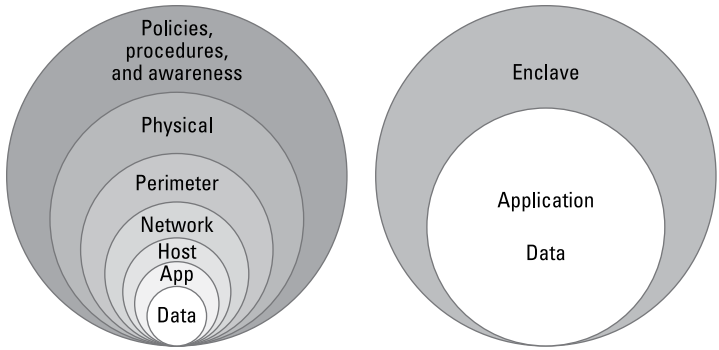 Policies,
procedures,
and awareness
Physical
Perimeter
Network
Host
App
Data
Enclave
Application
Data